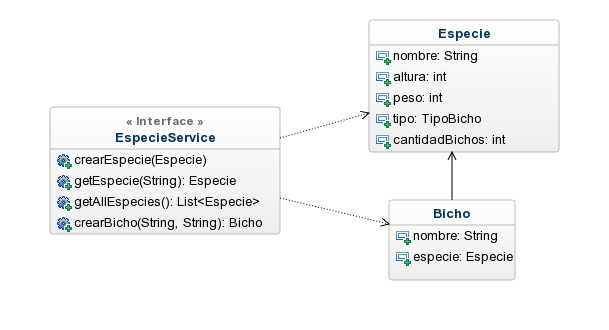 Especie
nombre: String
altura: int
peso: int
tipo: TipoBicho
cantidadBichos: int
« Interface »
EspecieService
crearEspecie(Especie)
getEspecie(String): Especie
getAllEspecies(): List<Especie>
crearBicho(String, String): Bicho
Bicho
nombre: String
especie: Especie